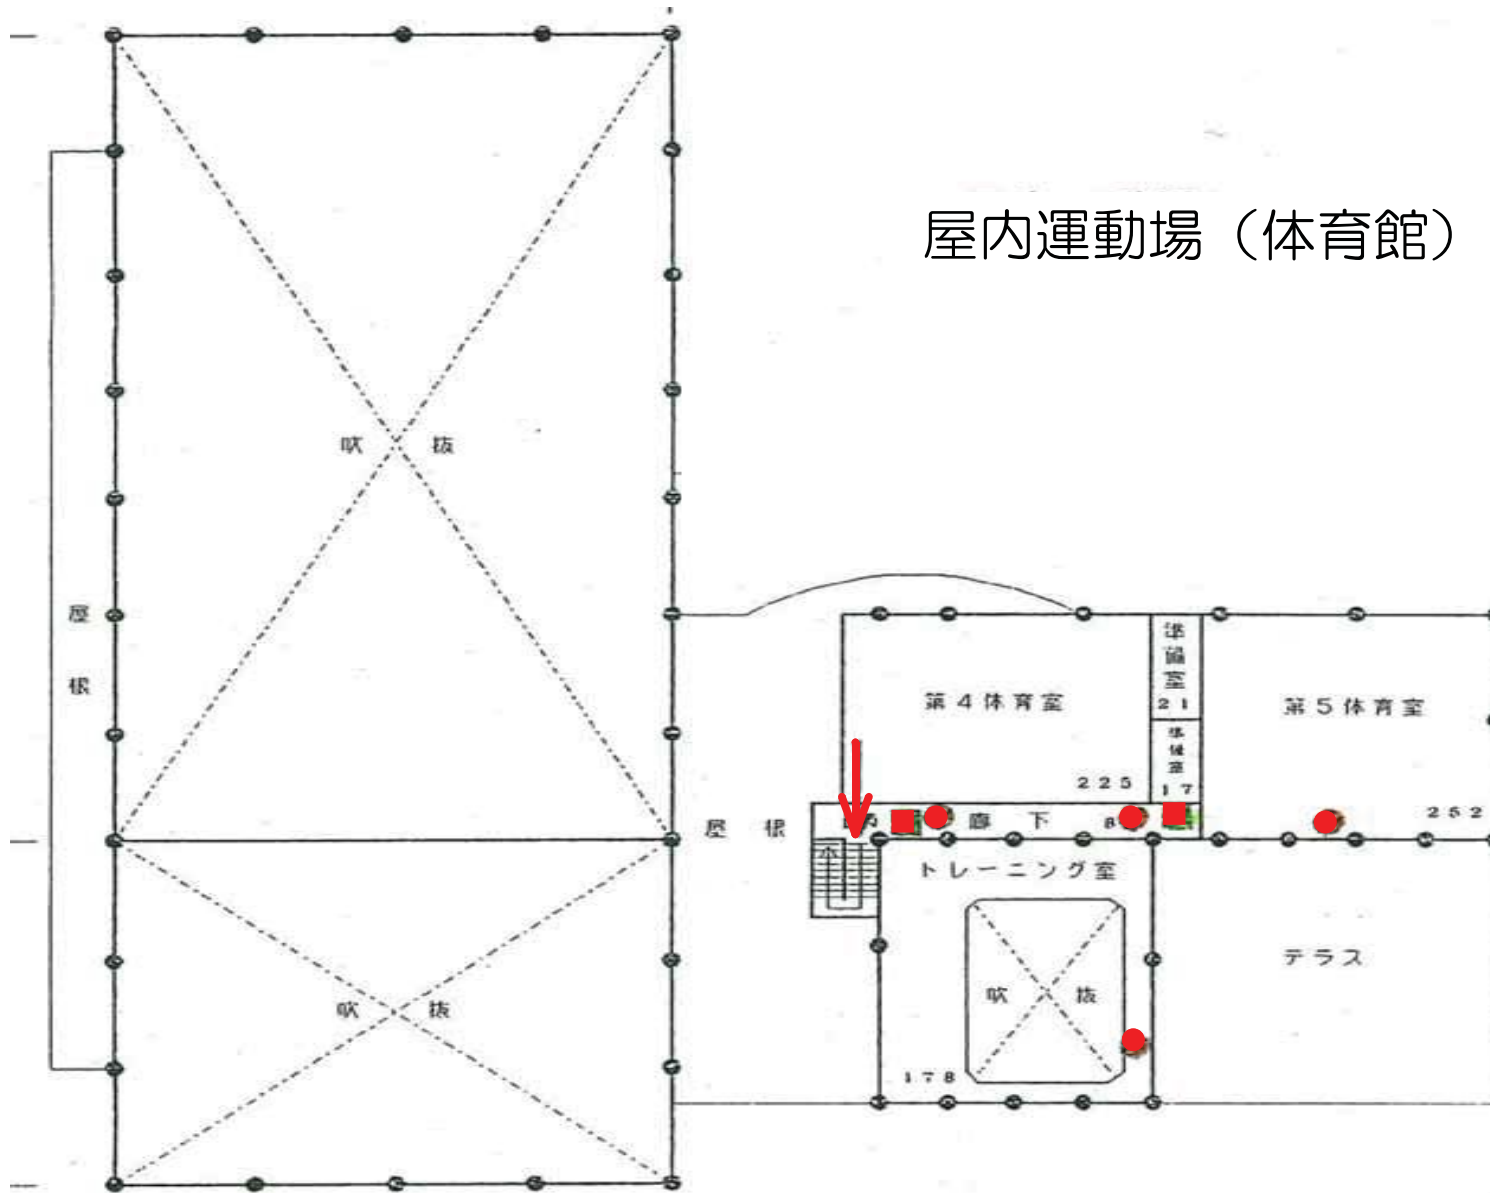 屋内運動場（体育館）
吹 抜
屋根
準備室
21
第4体育室
第5体育室
準備室
17
225
252
屋 根
廊 下
8
トレーニング室
テラス
吹 抜
吹 抜
178